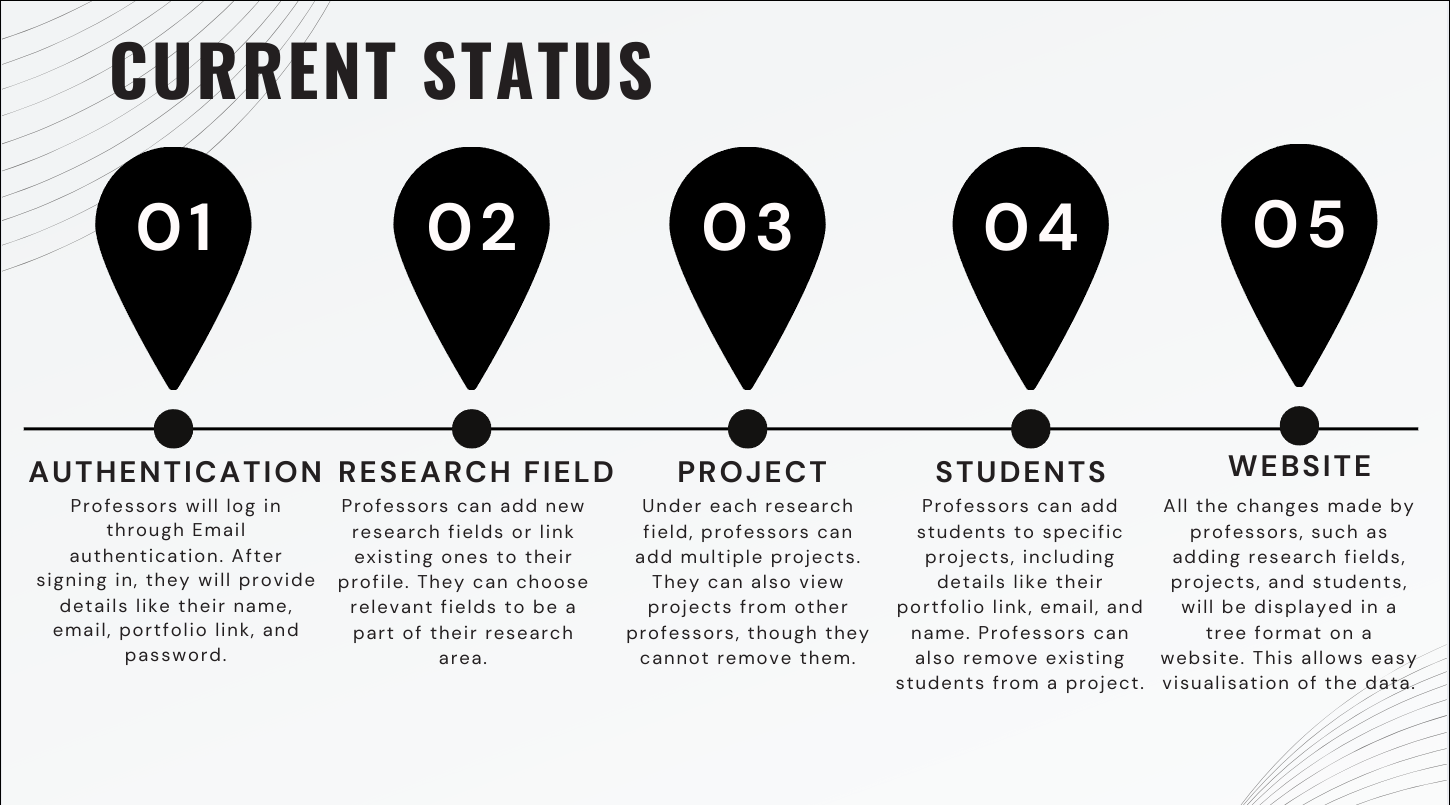 CURRENT STATUS
01
02
03
04
05
AUTHENTICATION
Professors will log in
through Email
authentication. After
signing in, they will provide
details like their name,
email, portfolio link, and
password.
RESEARCH FIELD
Professors can add new
research fields or link
existing ones to their
profile. They can choose
relevant fields to be a
part of their research
area.
PROJECT
Under each research
field, professors can
add multiple projects.
They can also view
projects from other
professors, though they
cannot remove them.
STUDENTS
Professors can add
students to specific
projects, including
details like their
portfolio link, email, and
name. Professors can
also remove existing
students from a project.
WEBSITE
All the changes made by
professors, such as
adding research fields,
projects, and students,
will be displayed in a
tree format on a
website. This allows easy
visualisation of the data.